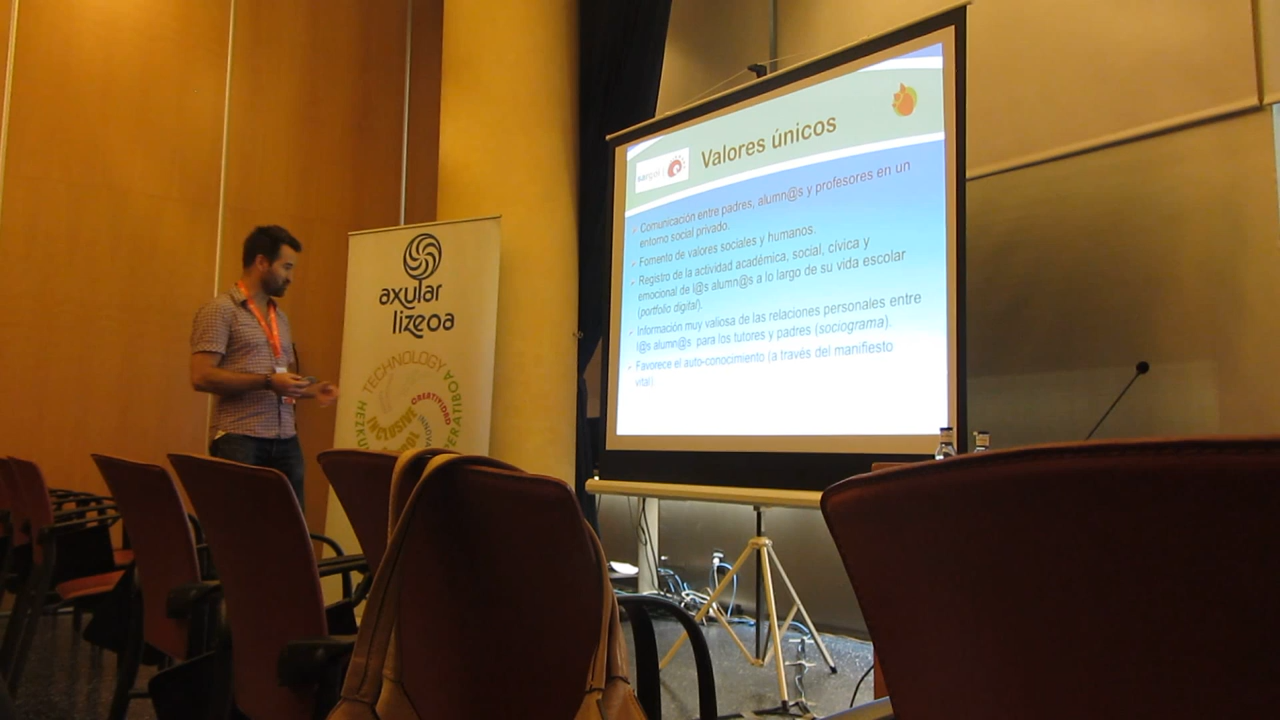 Valores únicos
Comunicación entre padres, alumn@s y profesores en un
entorno social privado.
Fomento de valores sociales y humanos.
Registro de la actividad académica, social, cívica y
emocional de l@s alumn@s a lo largo de su vida escolar
(portfolio digital).
Información muy valiosa de las relaciones personales entre
l@s alumn@s para los tutores y padres (sociograma).
Favorece el auto-conocimiento (a través del manifiesto
vital).
axular
lizeoa
TECHNOLOGY
CREATIVIDAD
INCLUSIVE